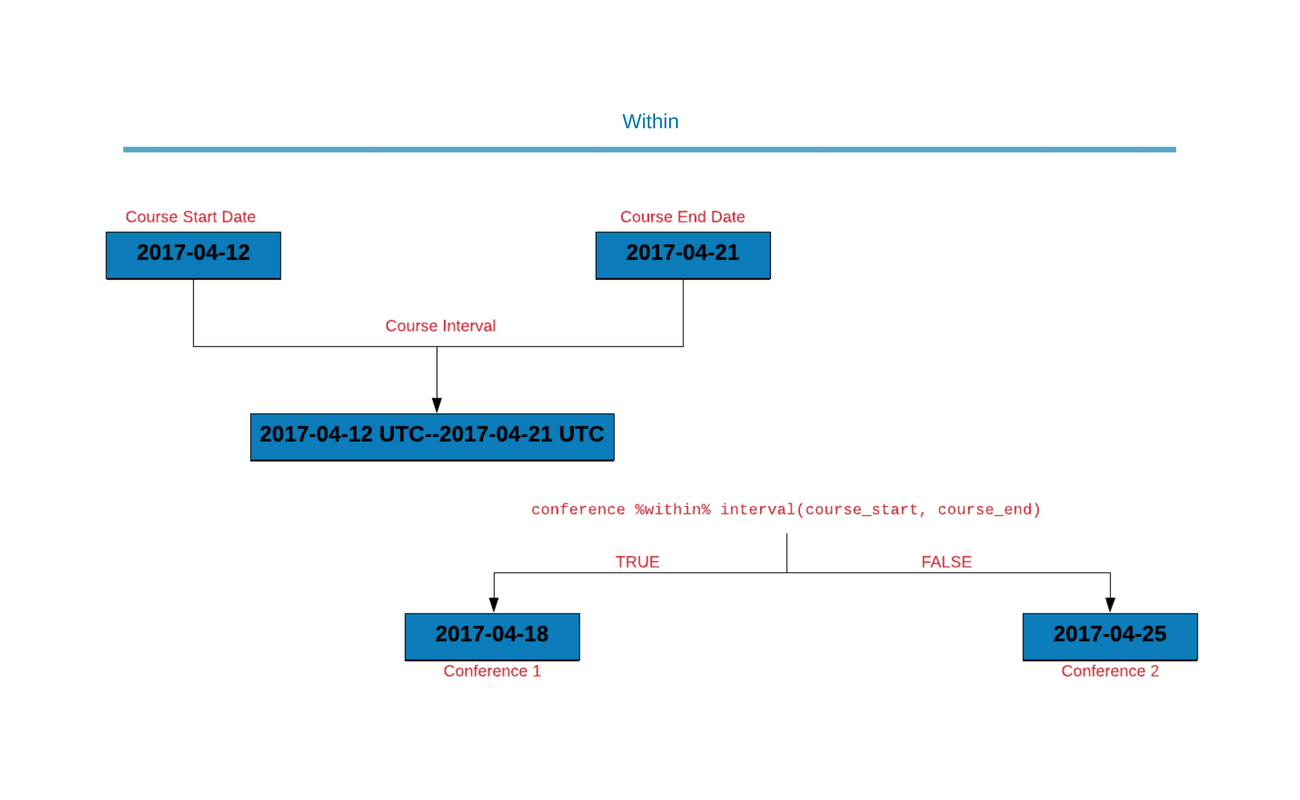 Within
Course Start Date
Course End Date
2017-04-12
2017-04-21
Course Interval
2017-04-12 UTC--2017-04-21 UTC
conference %within% interval(course_start, course_end)
TRUE
FALSE
2017-04-18
2017-04-25
Conference 1
Conference 2